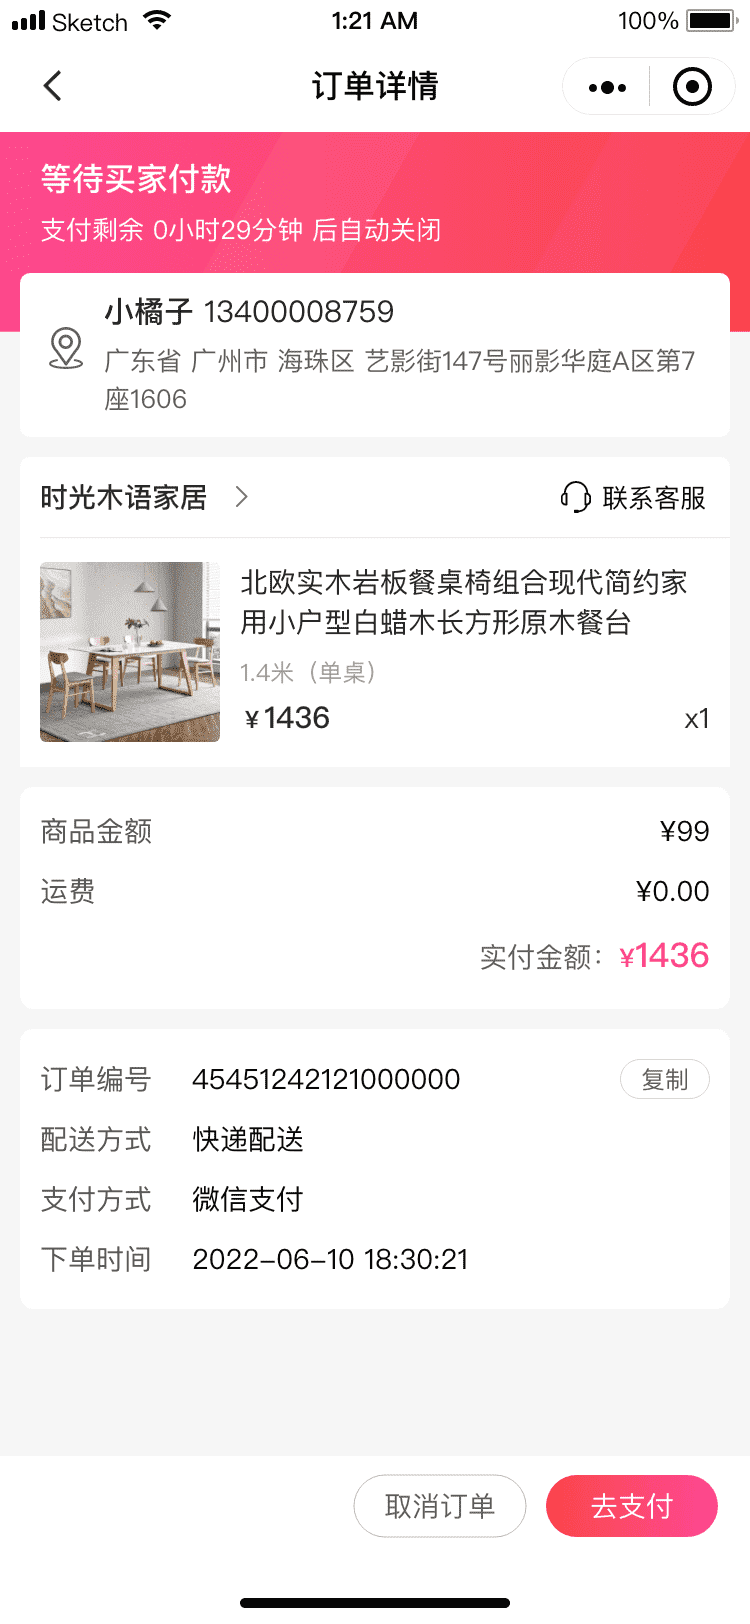 Sketch 1:21 AM 100%
订单详情
等待买家付款
支付剩余 0小时29分钟 后自动关闭
小橘子 13400008759
广东省 广州市 海珠区 艺影街147号丽影华庭A区第7
座1606
时光木语家居 联系客服
北欧实木岩板餐桌椅组合现代简约家
用小户型白蜡木长方形原木餐台
1.4米（单桌）
¥1436 x1
商品金额 ¥99
运费 ¥0.00
实付金额：¥1436
订单编号 45451242121000000 复制
配送方式 快递配送
支付方式 微信支付
下单时间 2022-06-10 18:30:21
取消订单 去支付